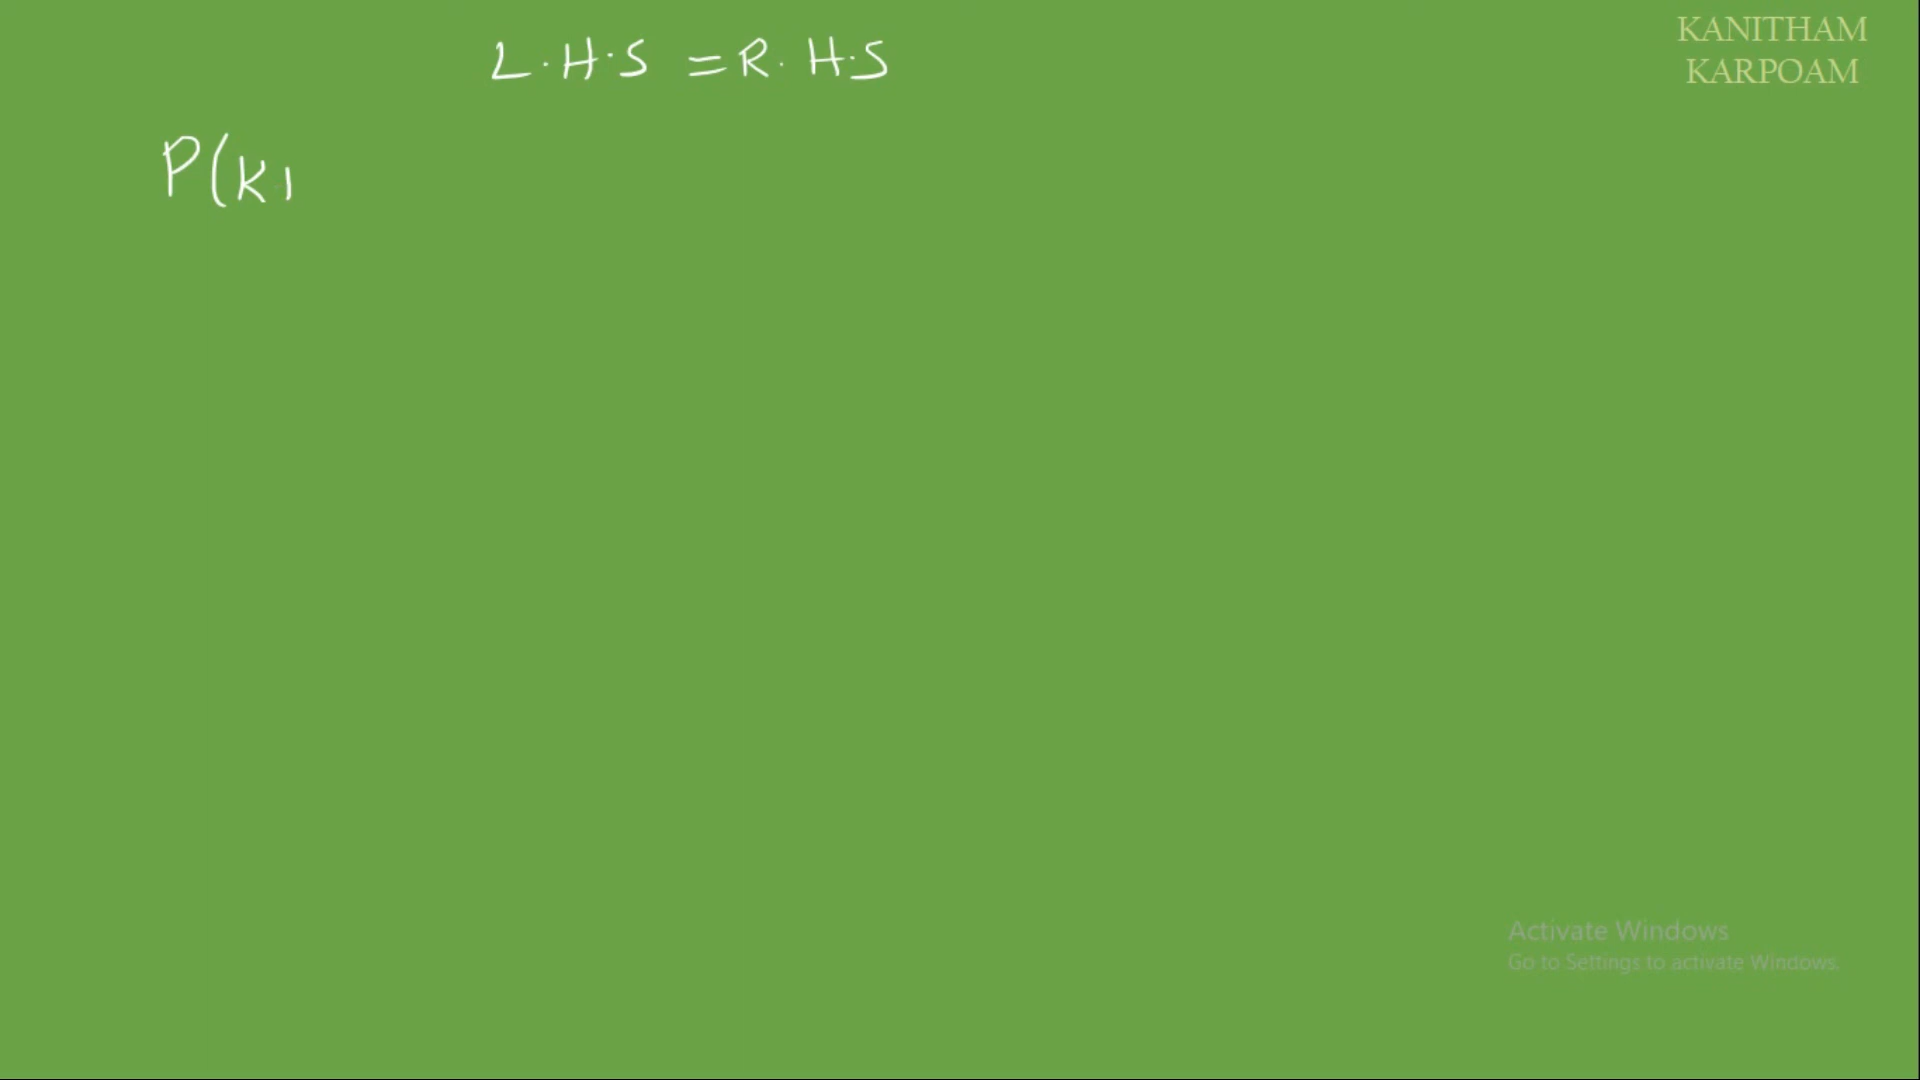 L.H.S = R.H.S
KANITHAM
KARPOAM
P(k1
Activate Windows
Go to Settings to activate Windows.